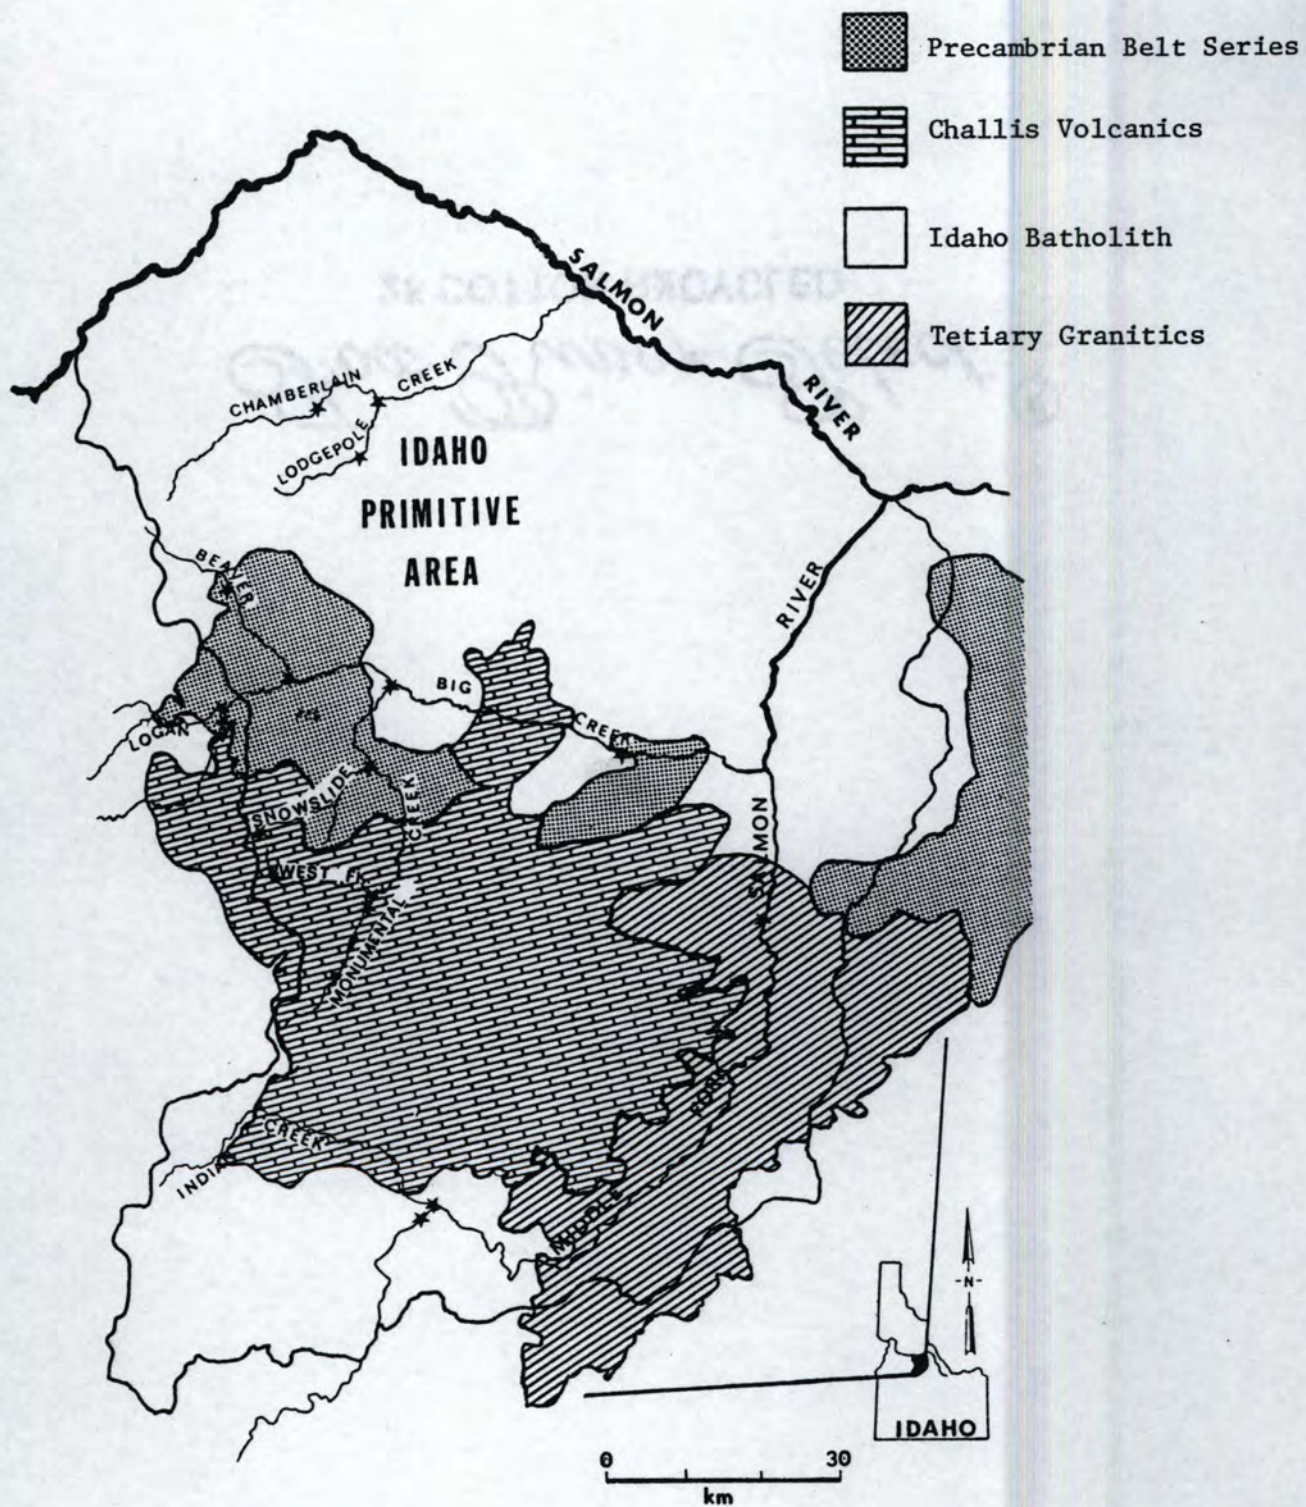 Precambrian Belt Series
Challis Volcanics
Idaho Batholith
Tetiary Granitics
SALMON
RIVER
CHAMBERLAIN
CREEK
LODGEPOLE
IDAHO
PRIMITIVE
AREA
BEAVER
RIVER
BIG
CREEK
LOGAN
SNOWSLIDE
CREEK
SALMON
WEST FK
MONUMENTAL
FORK
CREEK
INDIAN
MIDDLE
-N-
IDAHO
0 30
km